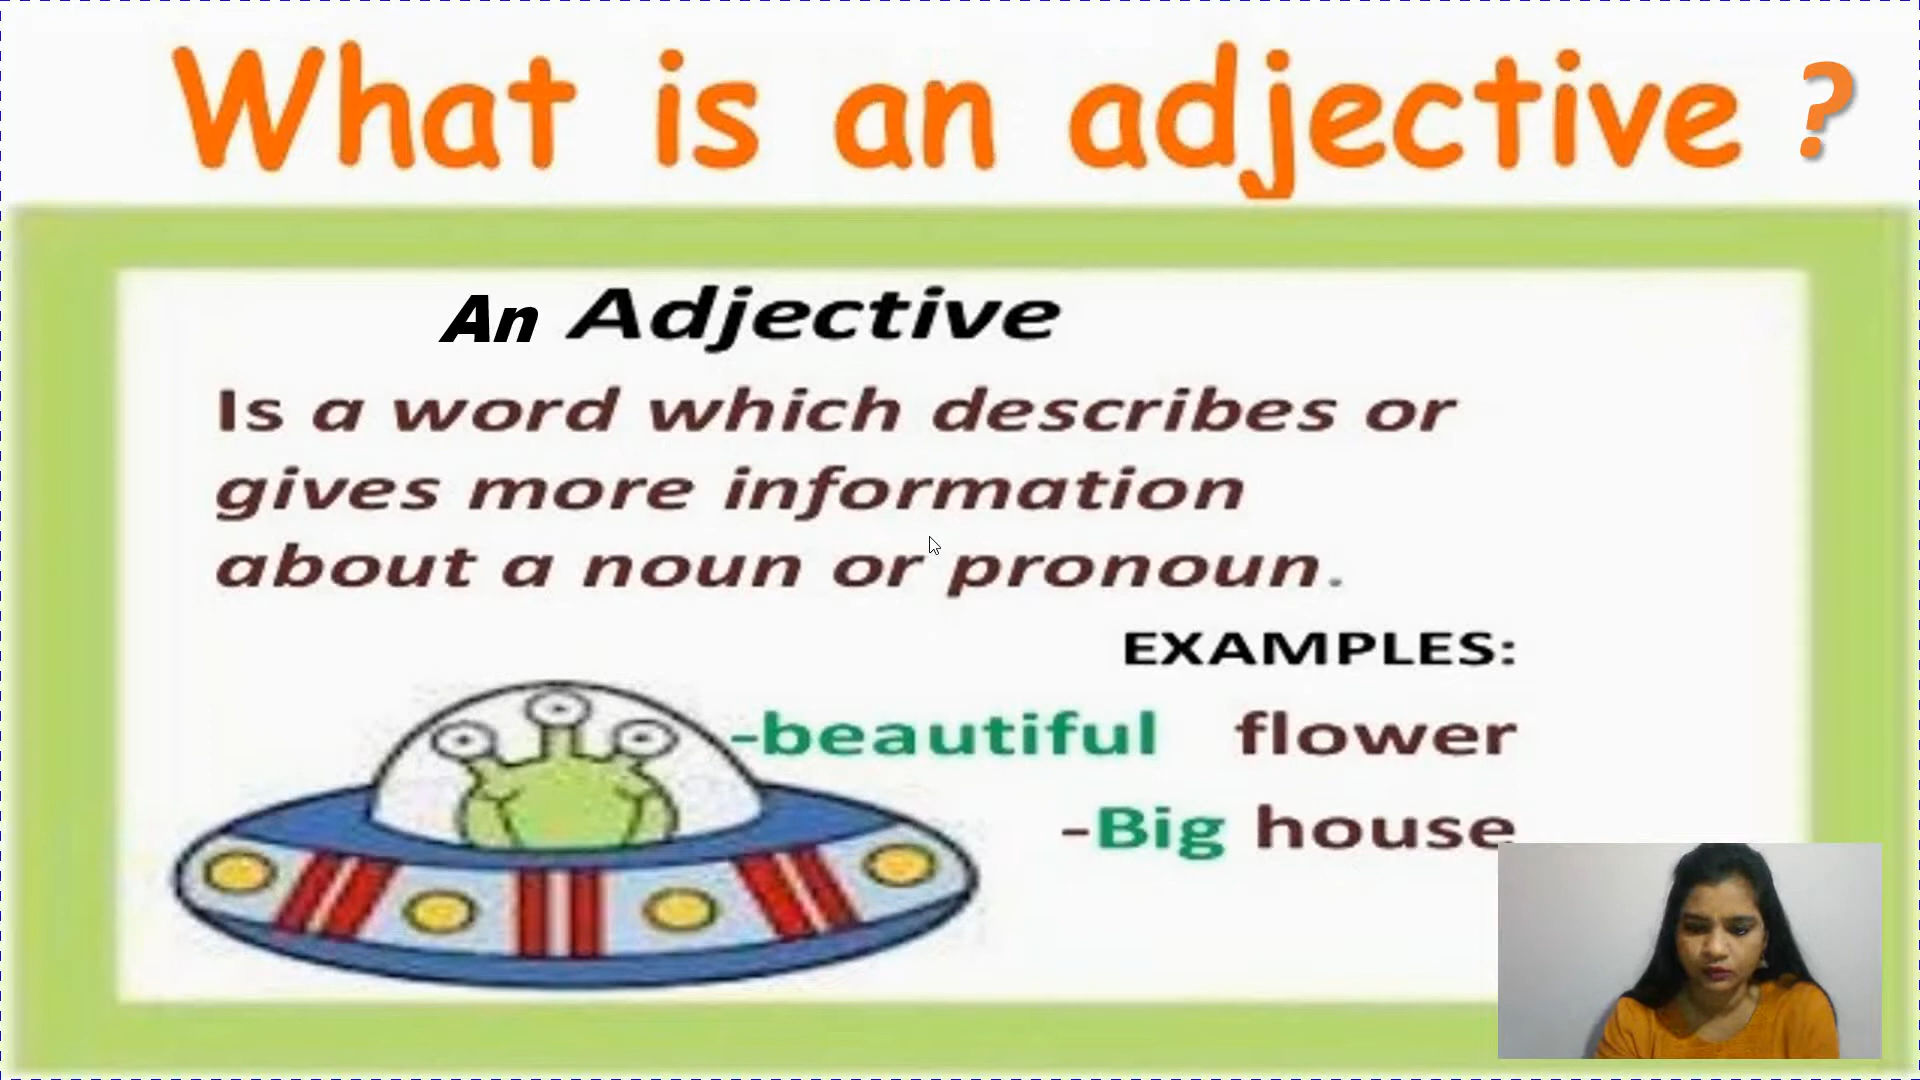 What is an adjective ?
An Adjective
Is a word which describes or
gives more information
about a noun or pronoun.
EXAMPLES:
-beautiful flower
-Big house